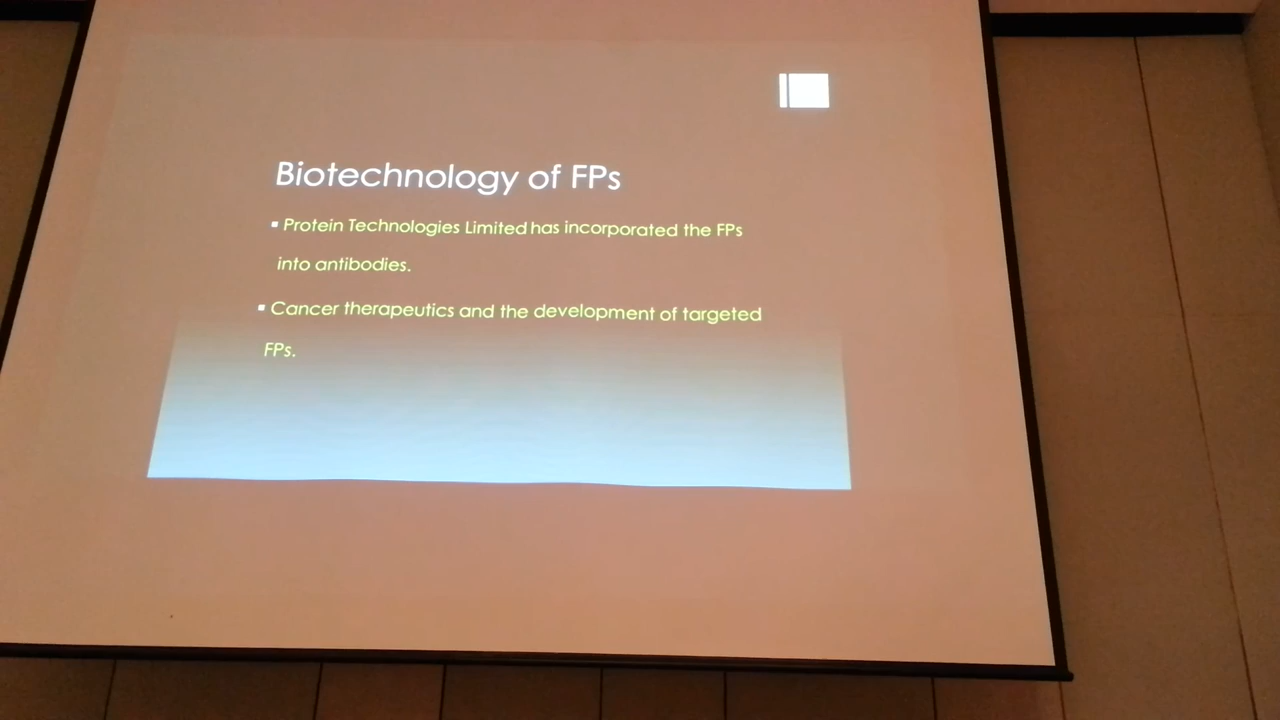 Biotechnology of FPs
▪ Protein Technologies Limited has incorporated the FPs
into antibodies.
▪ Cancer therapeutics and the development of targeted
FPs.